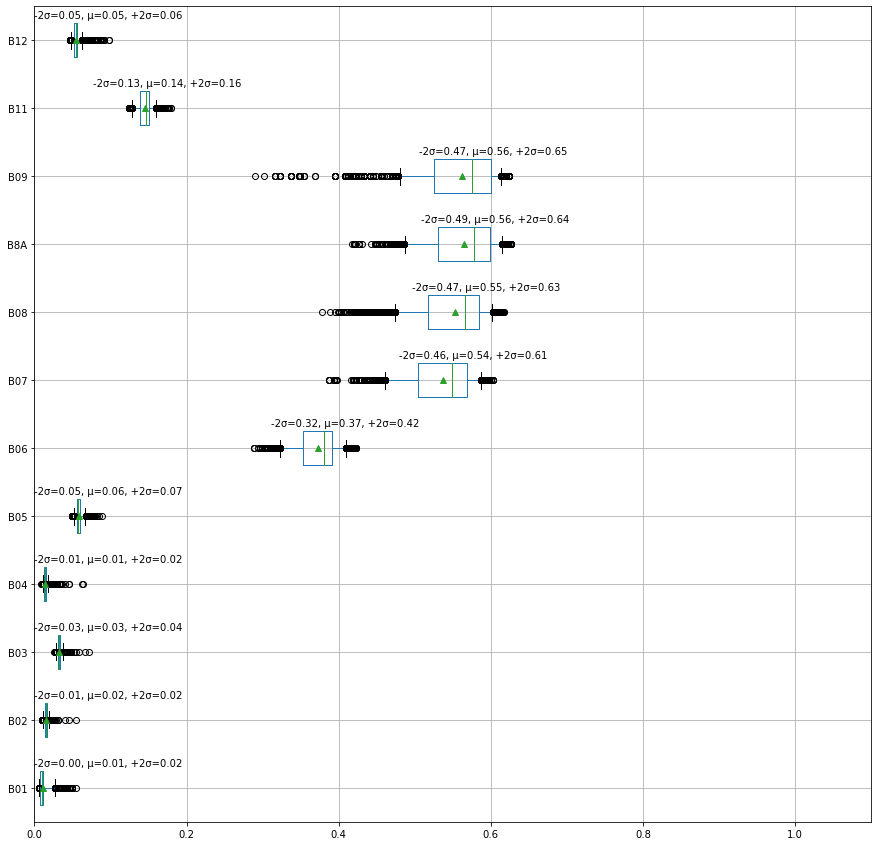 -2σ=0.05, μ=0.05, +2σ=0.06
B12
-2σ=0.13, μ=0.14, +2σ=0.16
B11
-2σ=0.47, μ=0.56, +2σ=0.65
B09
-2σ=0.49, μ=0.56, +2σ=0.64
B8A
-2σ=0.47, μ=0.55, +2σ=0.63
B08
-2σ=0.46, μ=0.54, +2σ=0.61
B07
-2σ=0.32, μ=0.37, +2σ=0.42
B06
-2σ=0.05, μ=0.06, +2σ=0.07
B05
-2σ=0.01, μ=0.01, +2σ=0.02
B04
-2σ=0.03, μ=0.03, +2σ=0.04
B03
-2σ=0.01, μ=0.02, +2σ=0.02
B02
-2σ=0.00, μ=0.01, +2σ=0.02
B01
0.0 0.2 0.4 0.6 0.8 1.0